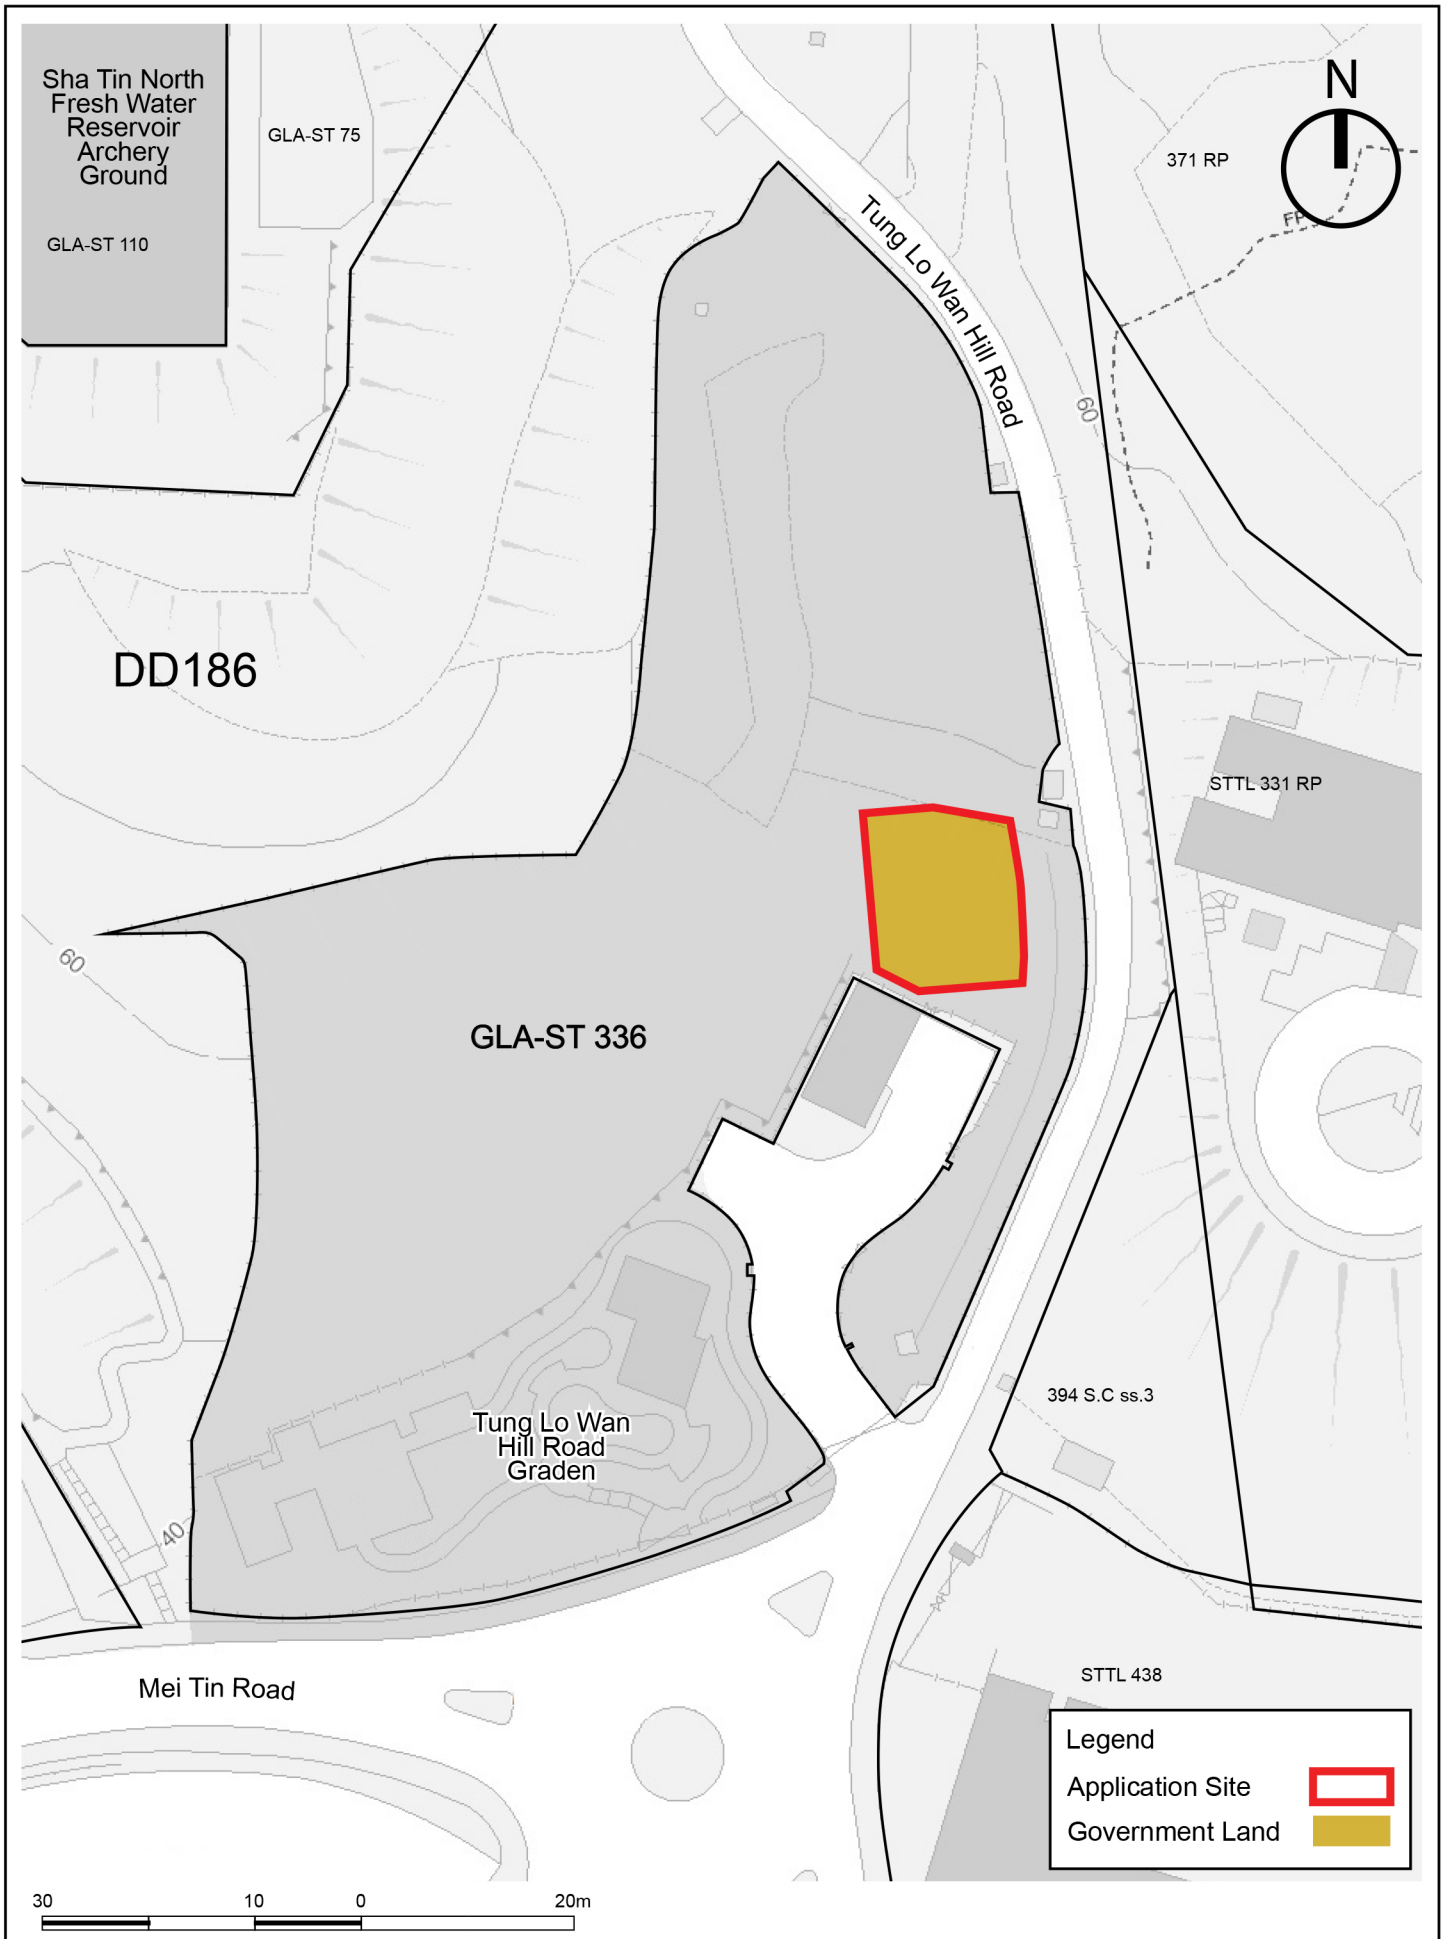 Sha Tin North
Fresh Water
Reservoir
Archery
Ground
GLA-ST 110
GLA-ST 75
N
371 RP
FP
Tung Lo Wan Hill Road
60
DD186
STTL 331 RP
60
GLA-ST 336
394 S.C ss.3
Tung Lo Wan
Hill Road
Graden
40
Mei Tin Road
STTL 438
Legend
Application Site
Government Land
30 10 0 20m